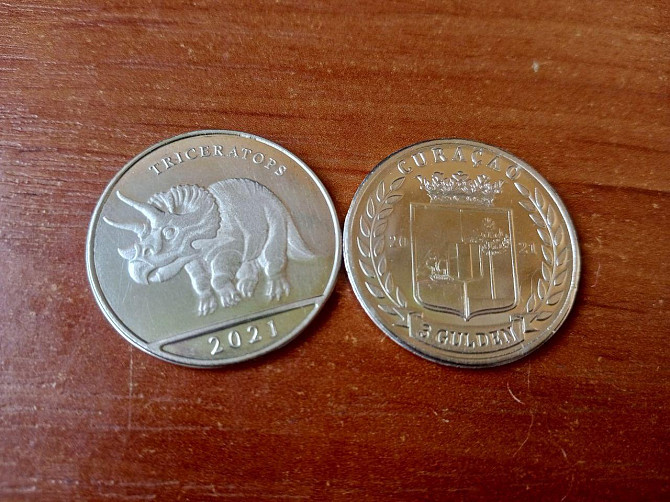 TRICERATOPS
2021
CURAÇAO
20 21
3 GULDEN